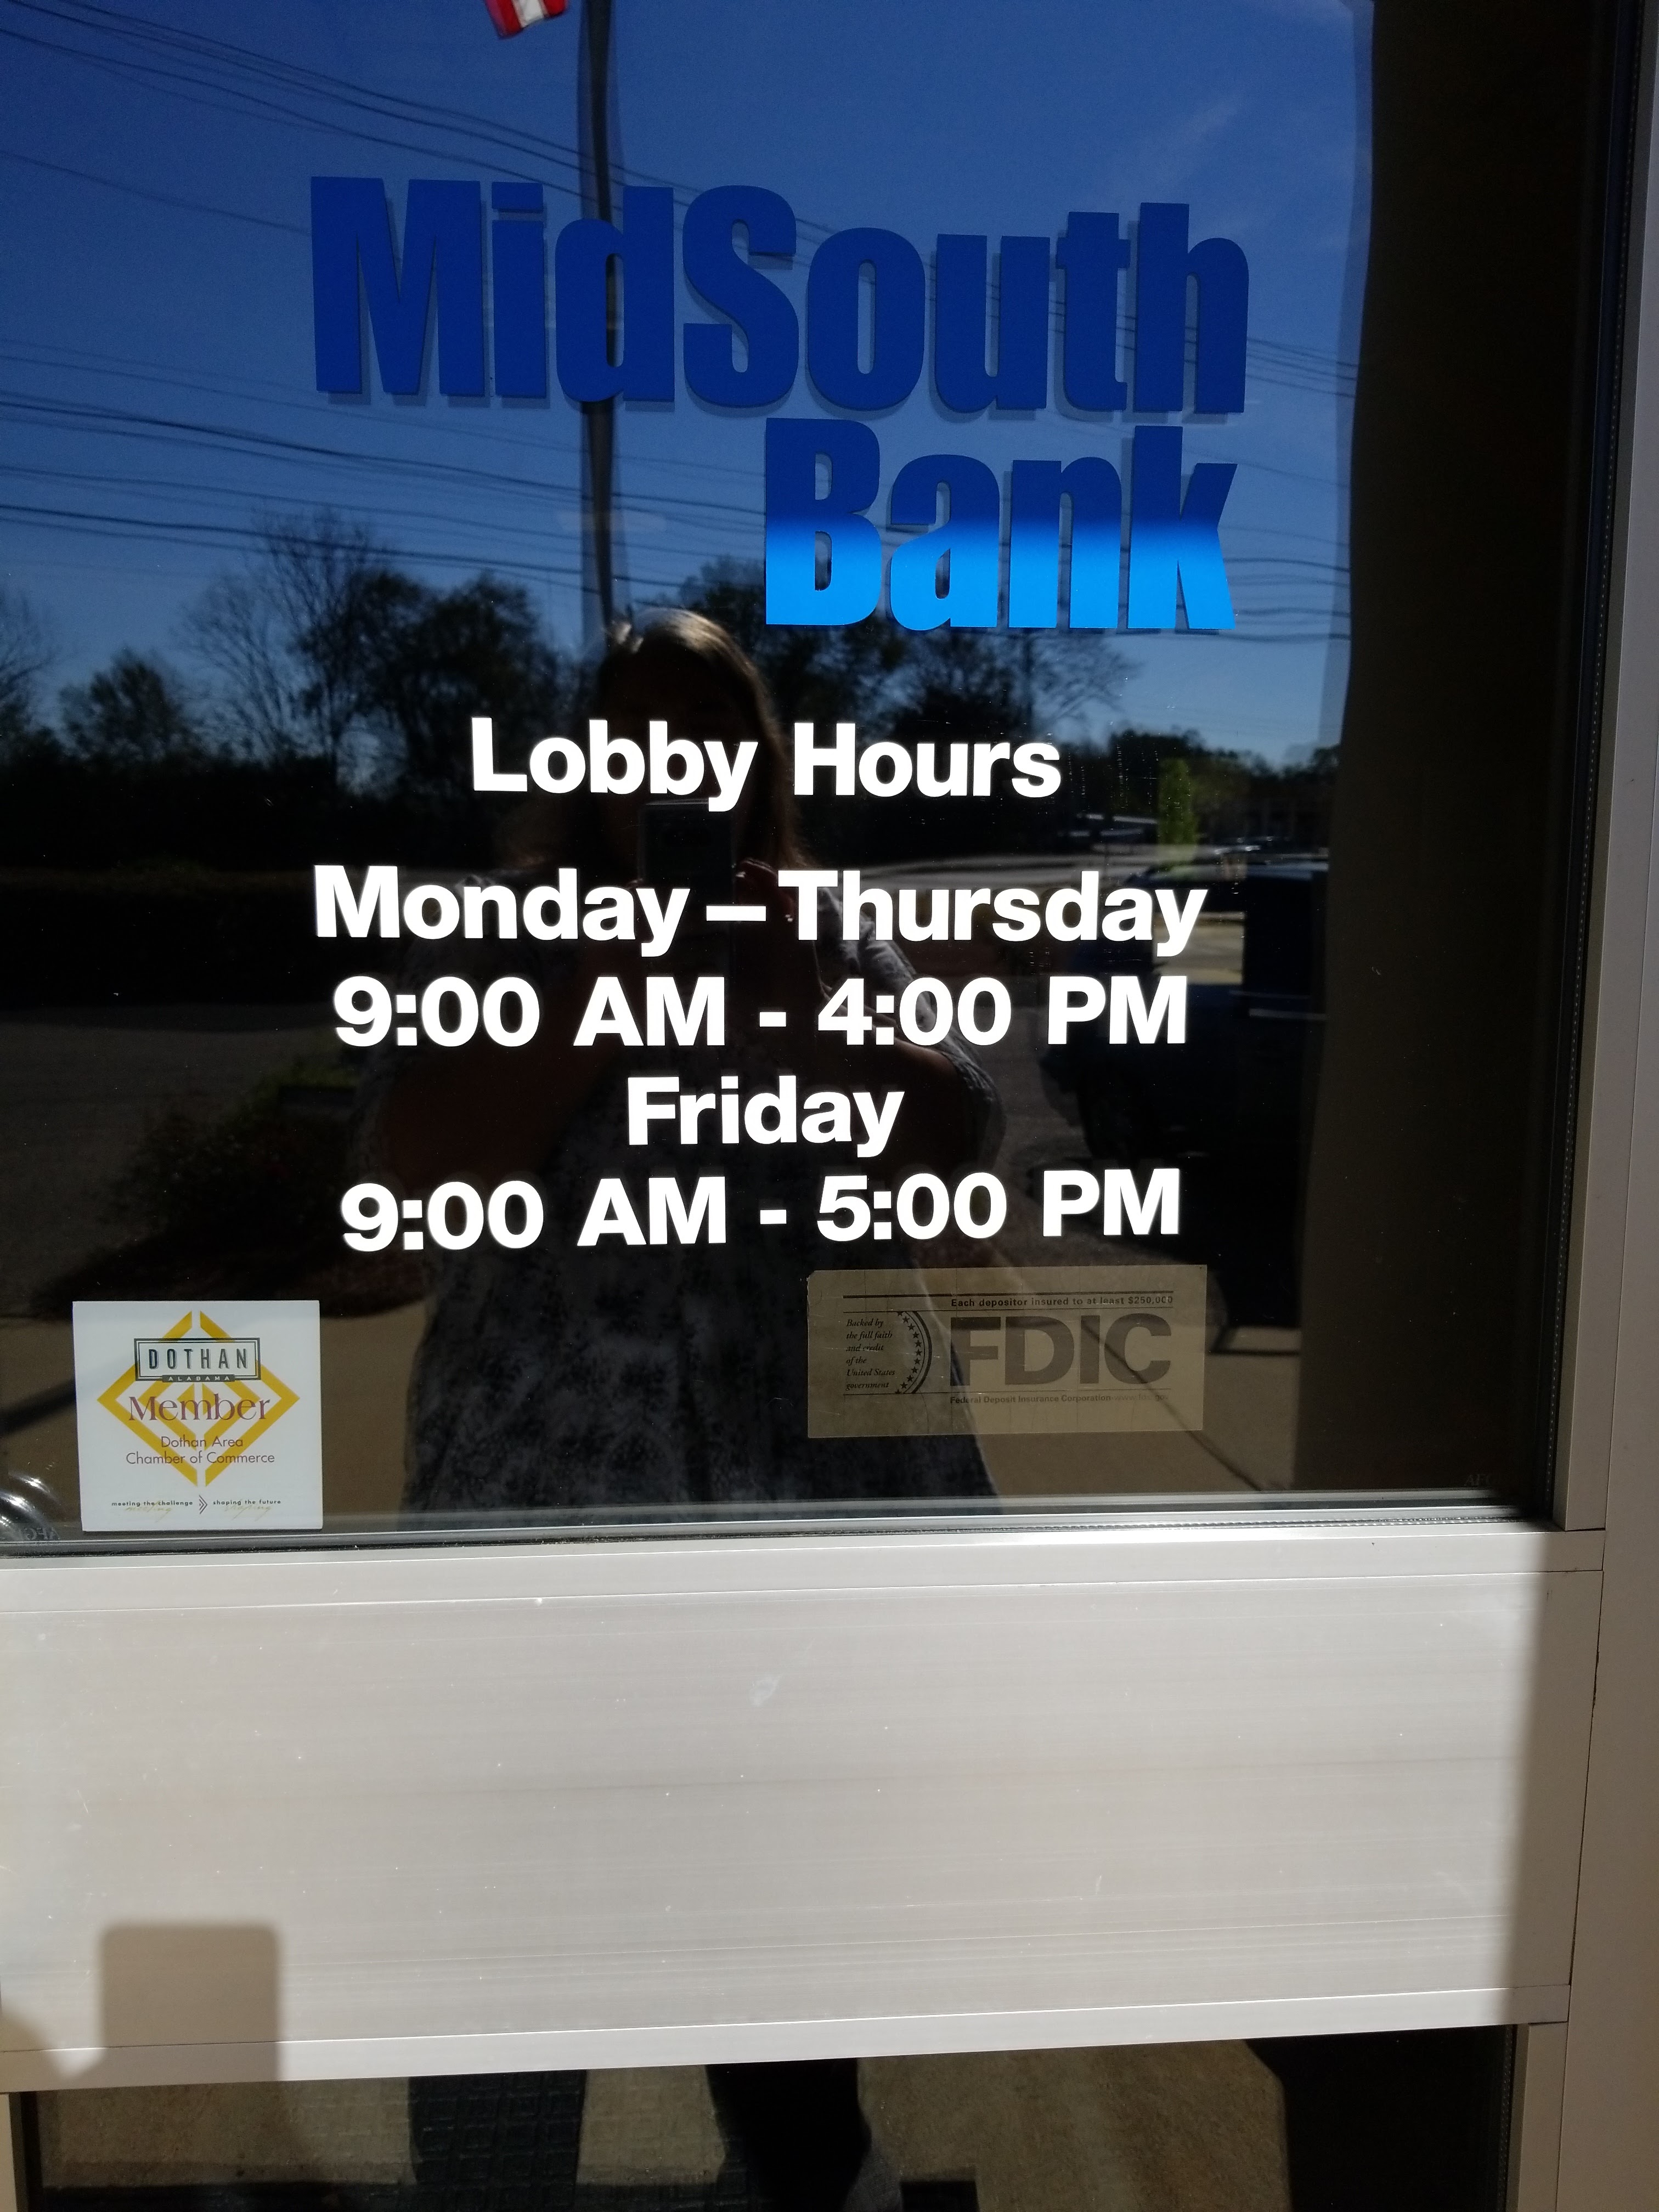 MidSouth
Bank
Lobby Hours
Monday – Thursday
9:00 AM - 4:00 PM
Friday
9:00 AM - 5:00 PM
Each depositor insured to at least $250,000
Backed by
the full faith
and credit
of the
United States
government
FDIC
Federal Deposit Insurance Corporation
DOTHAN
ALABAMA
Member
Dothan Area
Chamber of Commerce
meeting the challenge
shaping the future